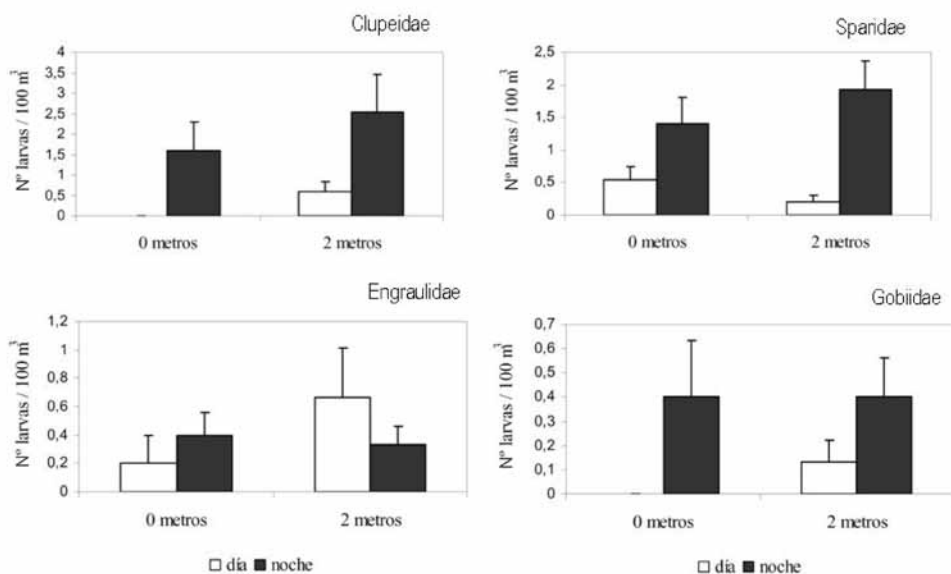 Clupeidae
Nº larvas / 100 m³
4
3,5
3
2,5
2
1,5
1
0,5
0
0 metros
2 metros
Sparidae
Nº larvas / 100 m³
2,5
2
1,5
1
0,5
0
0 metros
2 metros
Engraulidae
Nº larvas / 100 m³
1,2
1
0,8
0,6
0,4
0,2
0
0 metros
2 metros
día noche
Gobiidae
Nº larvas / 100 m³
0,7
0,6
0,5
0,4
0,3
0,2
0,1
0
0 metros
2 metros
día noche